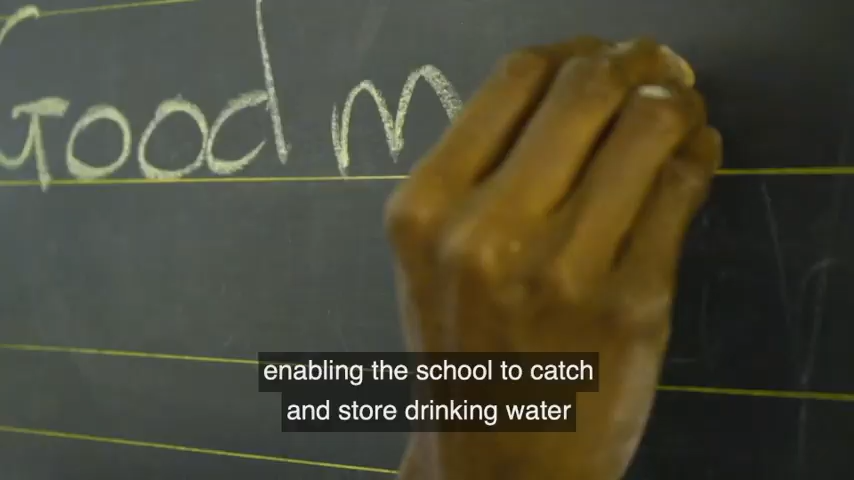 Good m
enabling the school to catch
and store drinking water